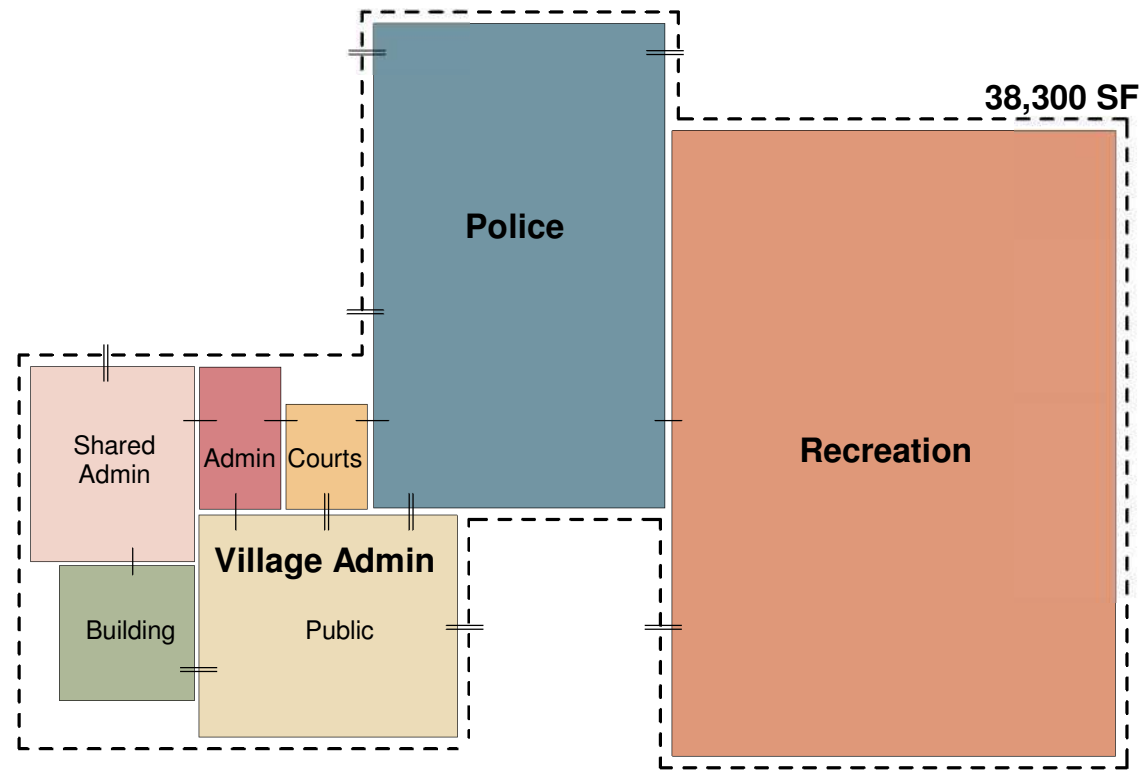 38,300 SF
Police
Recreation
Shared
Admin
Admin
Courts
Village Admin
Building
Public